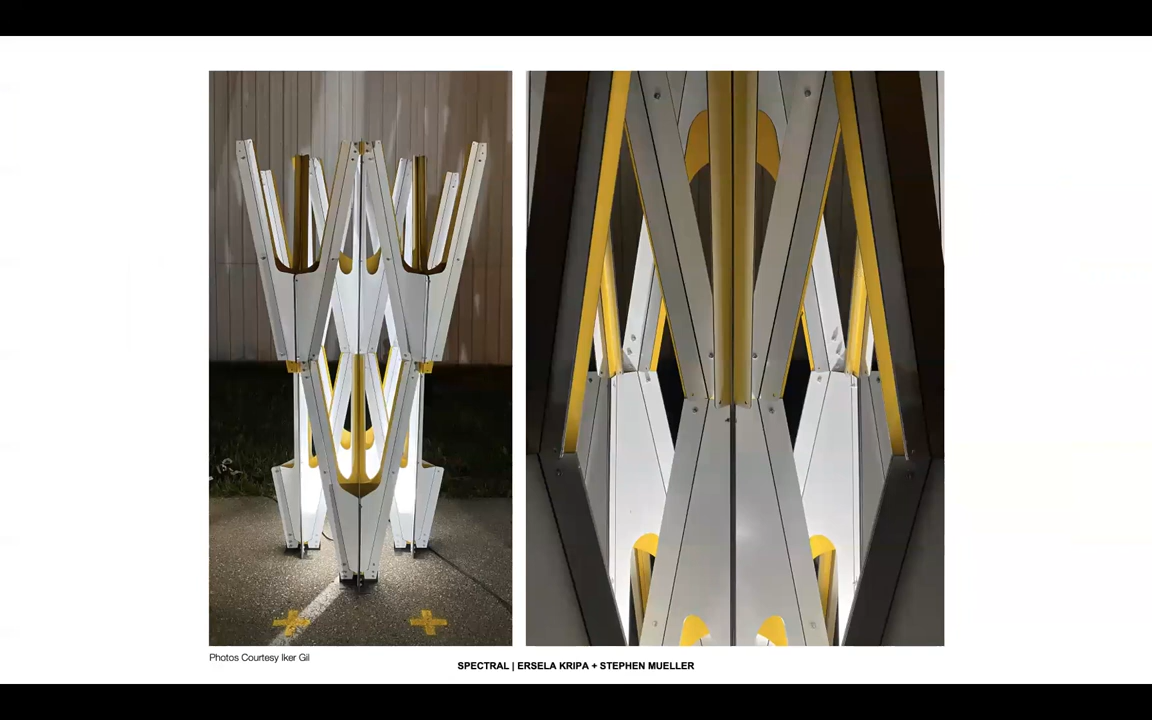 Photos Courtesy Iker Gil
SPECTRAL | ERSELA KRIPA + STEPHEN MUELLER